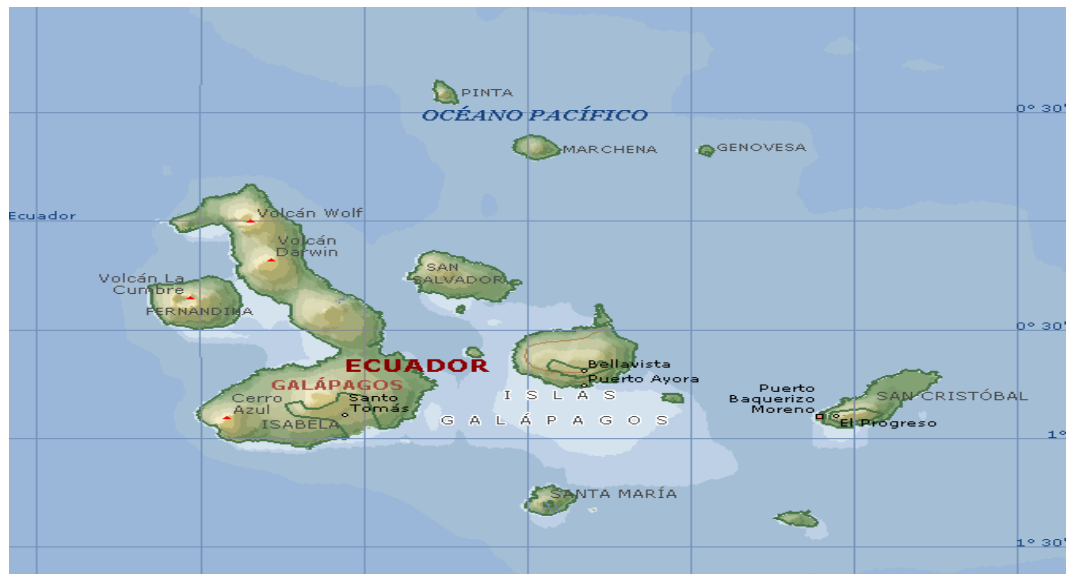 PINTA
OCÉANO PACÍFICO
0° 30'
MARCHENA
GENOVESA
Ecuador
Volcán Wolf
Volcán
Darwin
SAN
SALVADOR
Volcán La
Cumbre
FERNANDINA
0° 30'
ECUADOR
GALÁPAGOS
Bellavista
Puerto Ayora
Cerro
Azul
Santo
Tomás
ISABELA
ISLAS
GALÁPAGOS
Puerto
Baquerizo
Moreno
SAN CRISTÓBAL
El Progreso
1°
SANTA MARÍA
1° 30'